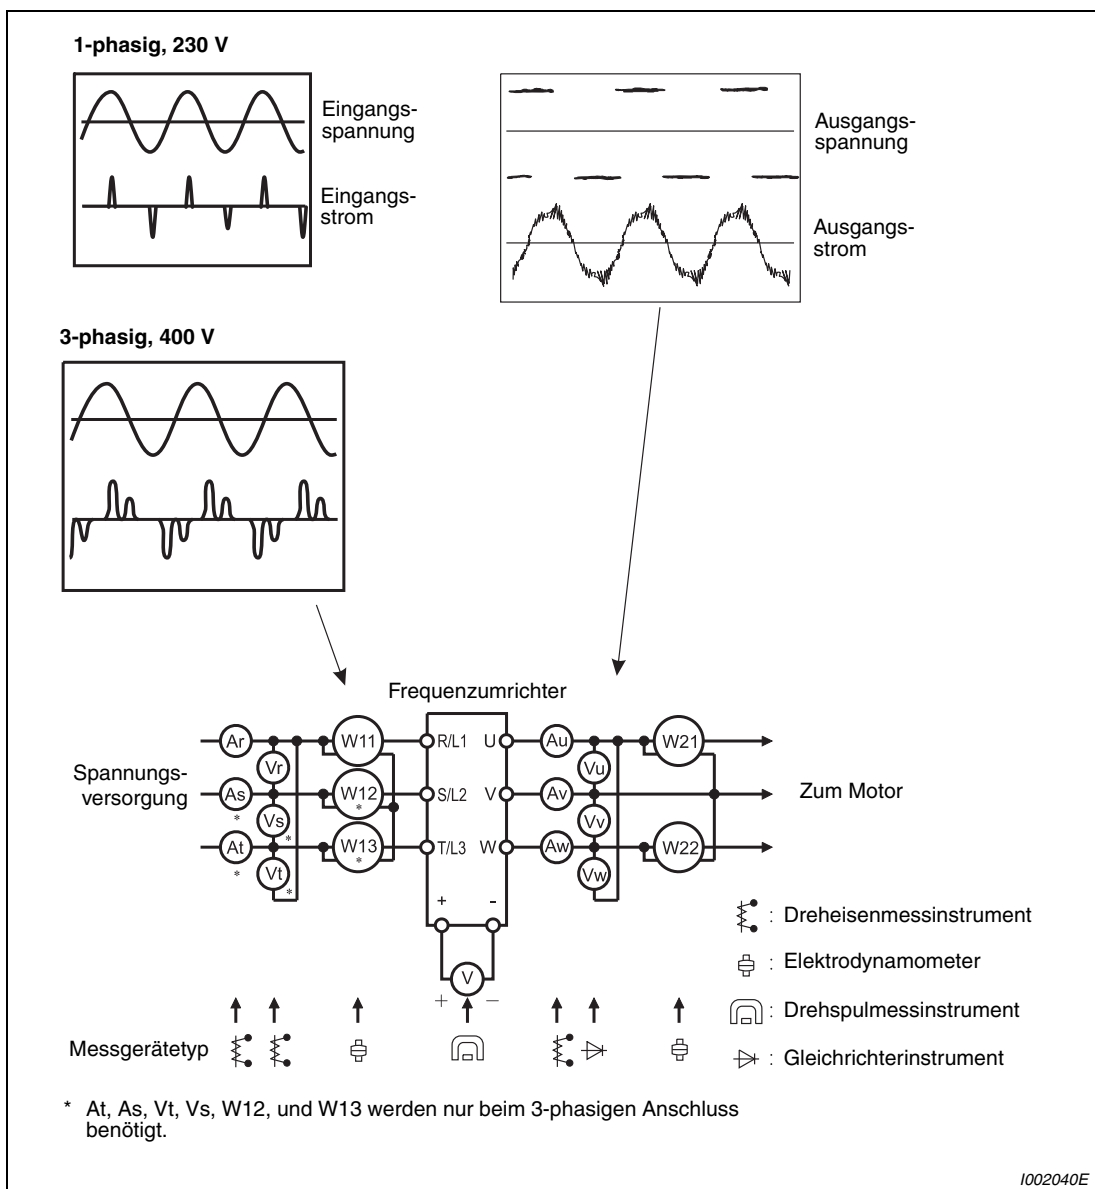 1-phasig, 230 V
Eingangs-
spannung
Eingangs-
strom
Ausgangs-
spannung
Ausgangs-
strom
3-phasig, 400 V
Frequenzumrichter
Spannungs-
versorgung
Ar
As
*
At
*
Vr
Vs
*
Vt
*
W11
W12
*
W13
*
R/L1
S/L2
T/L3
U
V
W
+
-
V
+
−
Au
Av
Aw
Vu
Vv
Vw
W21
W22
Zum Motor
: Dreheisenmessinstrument
: Elektrodynamometer
: Drehspulmessinstrument
: Gleichrichterinstrument
Messgerätetyp
* At, As, Vt, Vs, W12, und W13 werden nur beim 3-phasigen Anschluss
benötigt.
I002040E